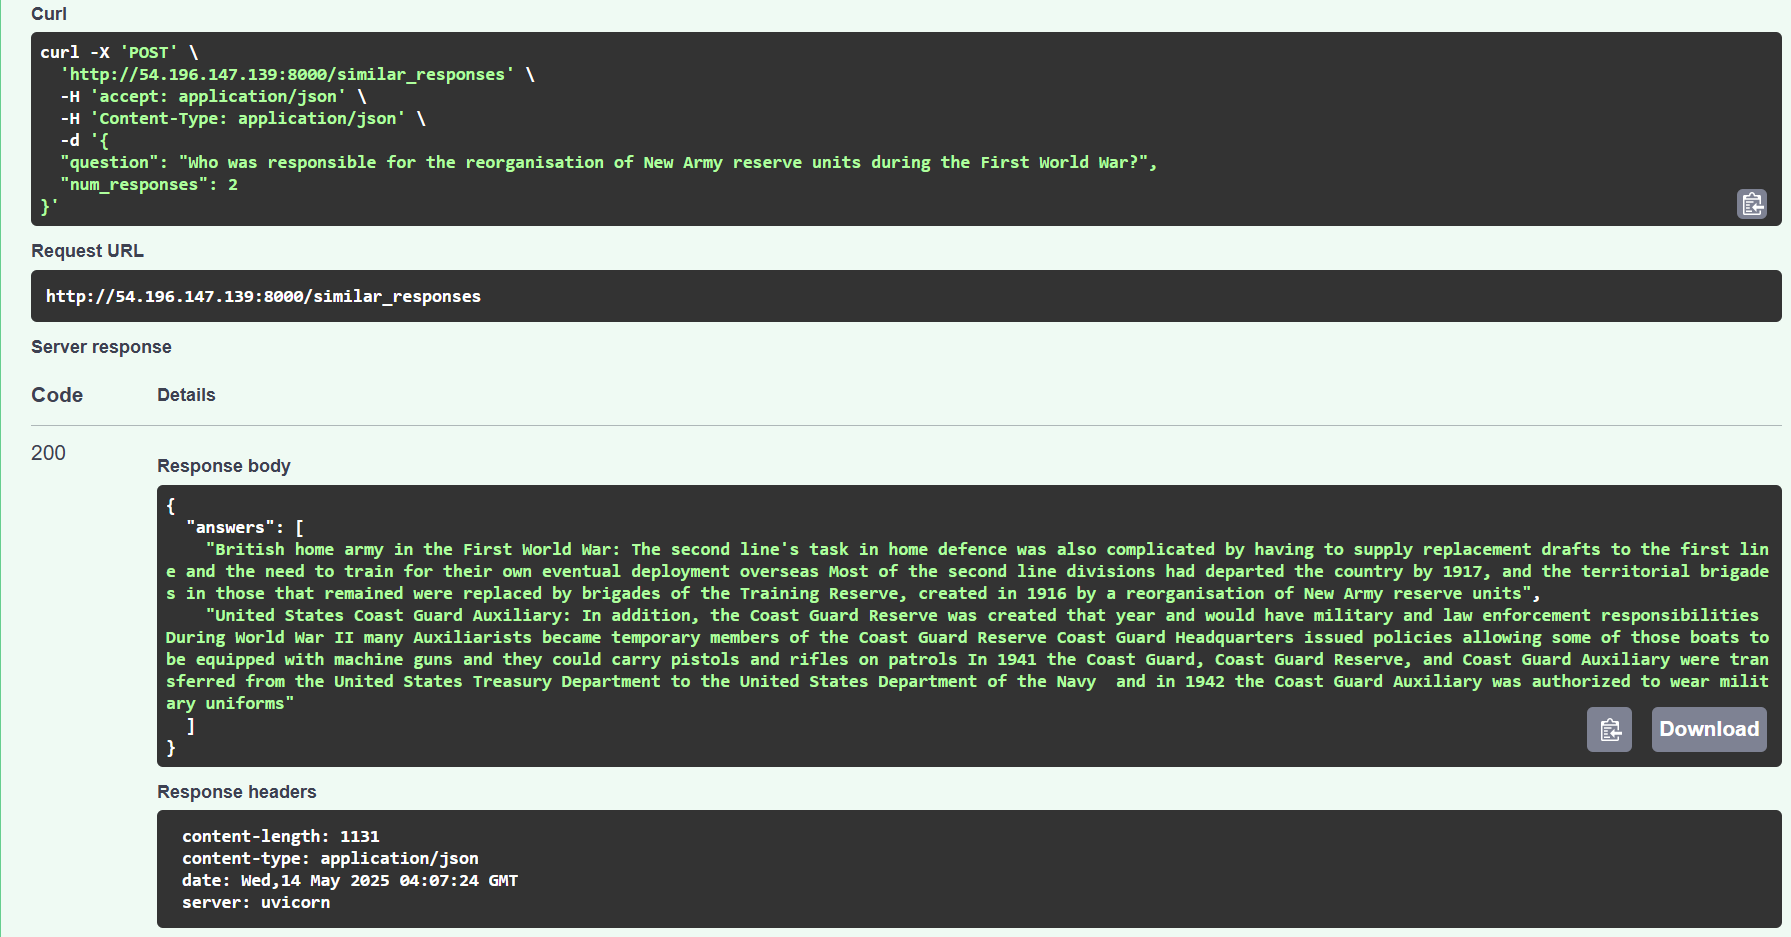 Curl
curl -X 'POST' \
  'http://54.196.147.139:8000/similar_responses' \
  -H 'accept: application/json' \
  -H 'Content-Type: application/json' \
  -d '{
  "question": "Who was responsible for the reorganisation of New Army reserve units during the First World War?",
  "num_responses": 2
}'
Request URL
http://54.196.147.139:8000/similar_responses
Server response
Code Details
200
Response body
{
  "answers": [
    "British home army in the First World War: The second line's task in home defence was also complicated by having to supply replacement drafts to the first lin
e and the need to train for their own eventual deployment overseas Most of the second line divisions had departed the country by 1917, and the territorial brigade
s in those that remained were replaced by brigades of the Training Reserve, created in 1916 by a reorganisation of New Army reserve units",
    "United States Coast Guard Auxiliary: In addition, the Coast Guard Reserve was created that year and would have military and law enforcement responsibilities
During World War II many Auxiliarists became temporary members of the Coast Guard Reserve Coast Guard Headquarters issued policies allowing some of those boats to
be equipped with machine guns and they could carry pistols and rifles on patrols In 1941 the Coast Guard, Coast Guard Reserve, and Coast Guard Auxiliary were tran
sferred from the United States Treasury Department to the United States Department of the Navy  and in 1942 the Coast Guard Auxiliary was authorized to wear milit
ary uniforms"
  ]
}
Download
Response headers
content-length: 1131
content-type: application/json
date: Wed,14 May 2025 04:07:24 GMT
server: uvicorn